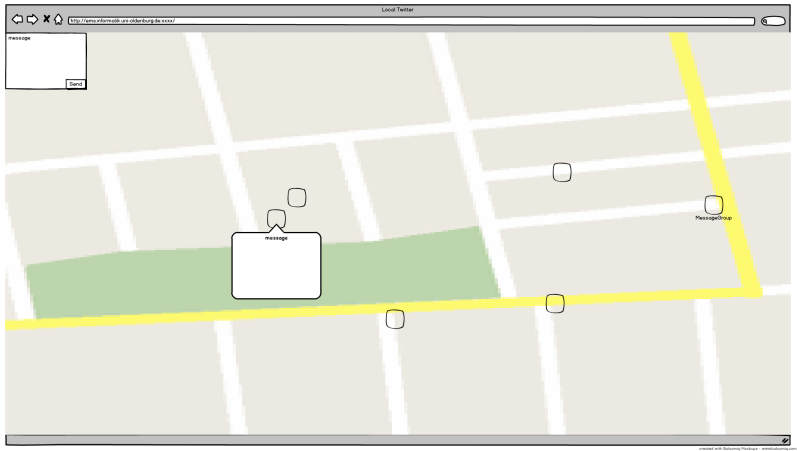 Local Twitter
http://ems.informatik.uni-oldenburg.de:xxxx/
message
Send
MessageGroup
message
created with Balsamiq Mockups - www.balsamiq.com